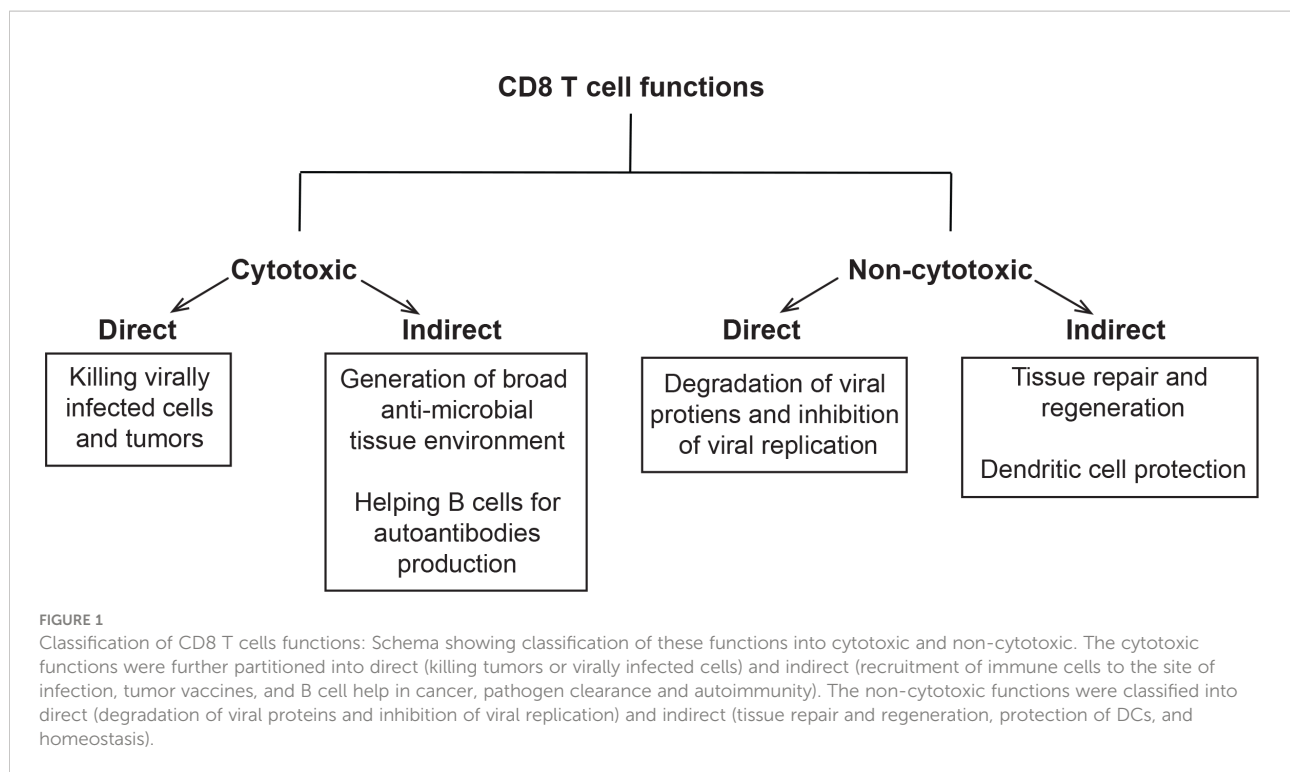 CD8 T cell functions
Cytotoxic
Non-cytotoxic
Direct
Indirect
Direct
Indirect
Killing virally
infected cells
and tumors
Generation of broad
anti-microbial
tissue environment
Helping B cells for
autoantibodies
production
Degradation of viral
protiens and inhibition
of viral replication
Tissue repair and
regeneration
Dendritic cell protection
FIGURE 1
Classification of CD8 T cells functions: Schema showing classification of these functions into cytotoxic and non-cytotoxic. The cytotoxic
functions were further partitioned into direct (killing tumors or virally infected cells) and indirect (recruitment of immune cells to the site of
infection, tumor vaccines, and B cell help in cancer, pathogen clearance and autoimmunity). The non-cytotoxic functions were classified into
direct (degradation of viral proteins and inhibition of viral replication) and indirect (tissue repair and regeneration, protection of DCs, and
homeostasis).